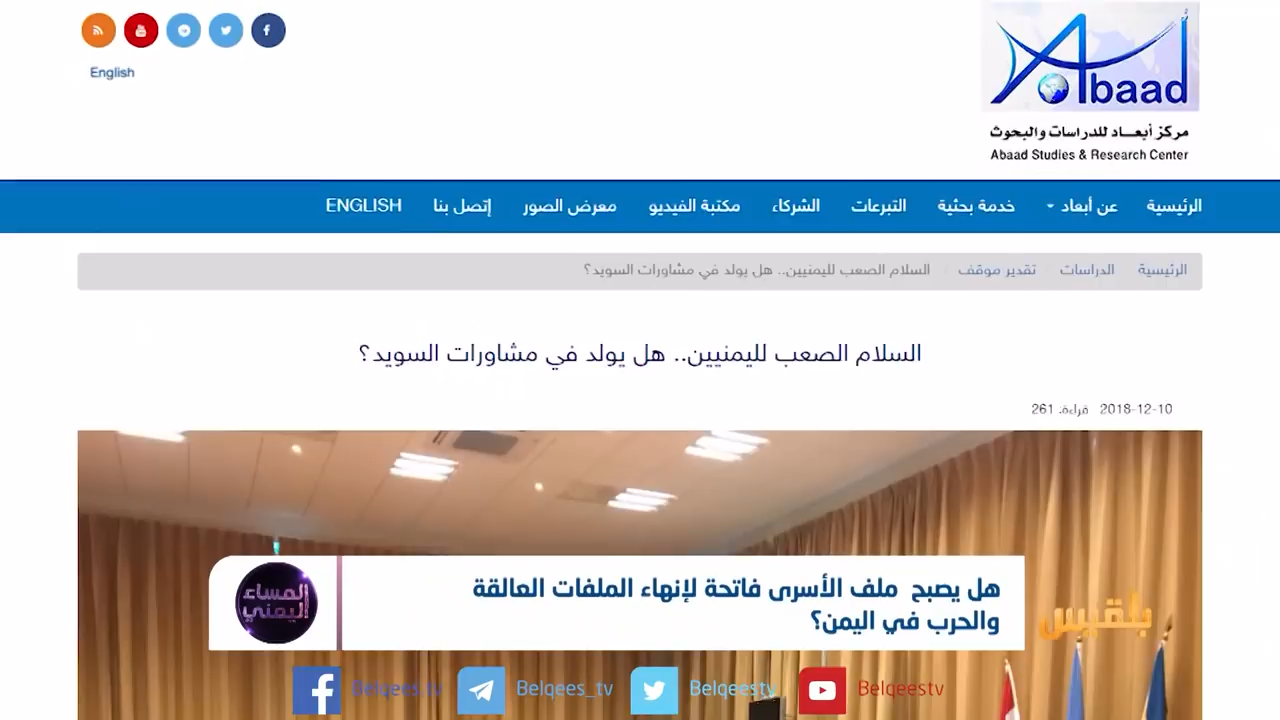 English
Abaad
مركز أبعـــاد للدراسات والبحوث
Abaad Studies & Research Center
الرئيسية عن أبعاد خدمة بحثية التبرعات الشركاء مكتبة الفيديو معرض الصور إتصل بنا ENGLISH
الرئيسية / الدراسات / تقدير موقف / السلام الصعب لليمنيين.. هل يولد في مشاورات السويد؟
السلام الصعب لليمنيين.. هل يولد في مشاورات السويد؟
2018-12-10 قراءة. 261
هل يصبح ملف الأسرى فاتحة لإنهاء الملفات العالقة
والحرب في اليمن؟
المساء
اليمني
بلقيس
Belqees.tv Belqees_tv Belqeestv Belqeestv